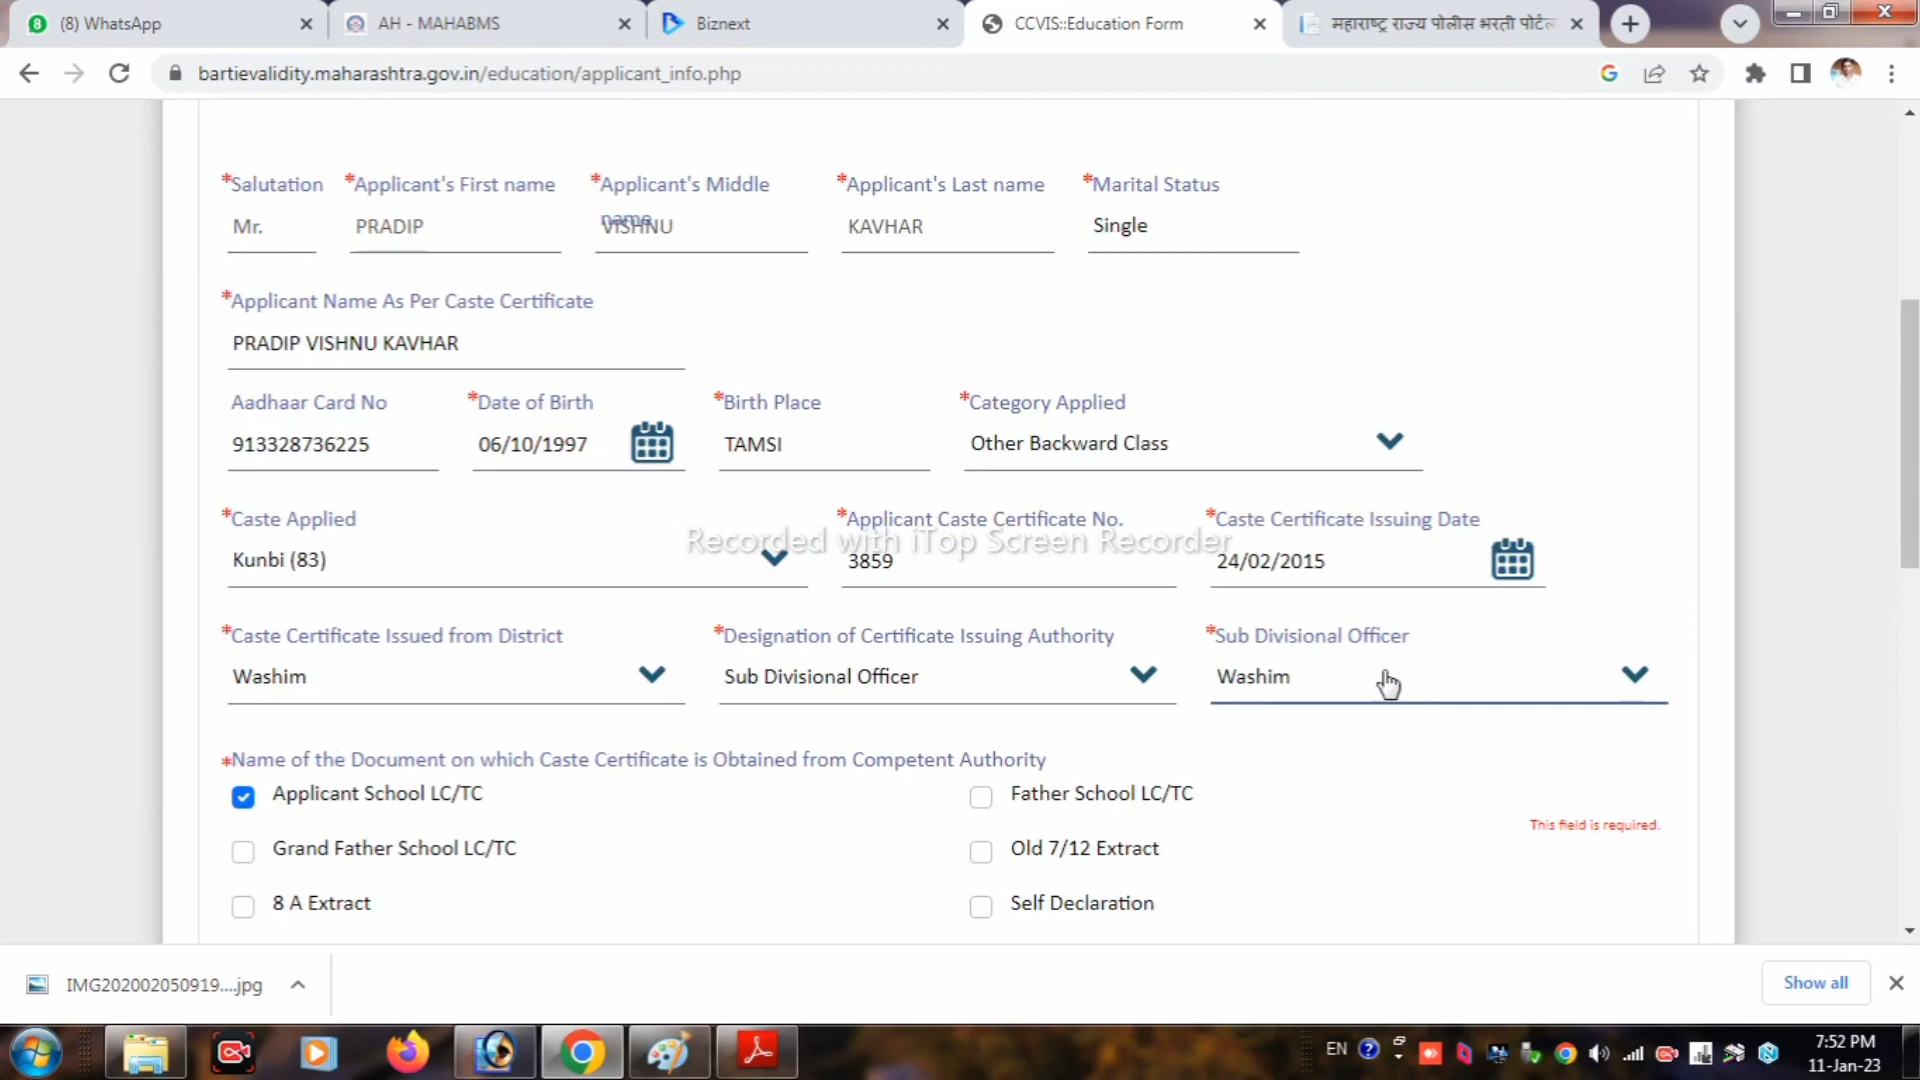 (8) WhatsApp
AH - MAHABMS
Biznext
CCVIS::Education Form
महाराष्ट्र राज्य पोलीस भरती पोर्टल
bartievalidity.maharashtra.gov.in/education/applicant_info.php
*Salutation *Applicant's First name *Applicant's Middle name *Applicant's Last name *Marital Status
Mr. PRADIP VISHNU KAVHAR Single
*Applicant Name As Per Caste Certificate
PRADIP VISHNU KAVHAR
Aadhaar Card No *Date of Birth *Birth Place *Category Applied
913328736225 06/10/1997 TAMSI Other Backward Class
*Caste Applied *Applicant Caste Certificate No. *Caste Certificate Issuing Date
Recorded with iTop Screen Recorder
Kunbi (83) 3859 24/02/2015
*Caste Certificate Issued from District *Designation of Certificate Issuing Authority *Sub Divisional Officer
Washim Sub Divisional Officer Washim
*Name of the Document on which Caste Certificate is Obtained from Competent Authority
Applicant School LC/TC Father School LC/TC
This field is required.
Grand Father School LC/TC Old 7/12 Extract
8 A Extract Self Declaration
IMG202002050919....jpg Show all
EN 7:52 PM
11-Jan-23